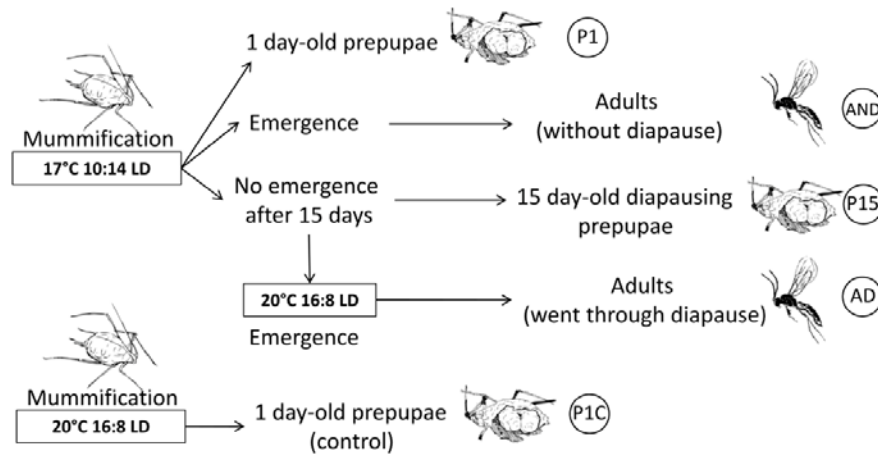 1 day-old prepupae
P1
Mummification
17°C 10:14 LD
Emergence
Adults
(without diapause)
AND
No emergence
after 15 days
15 day-old diapausing
prepupae
P15
20°C 16:8 LD
Emergence
Adults
(went through diapause)
AD
Mummification
20°C 16:8 LD
1 day-old prepupae
(control)
P1C